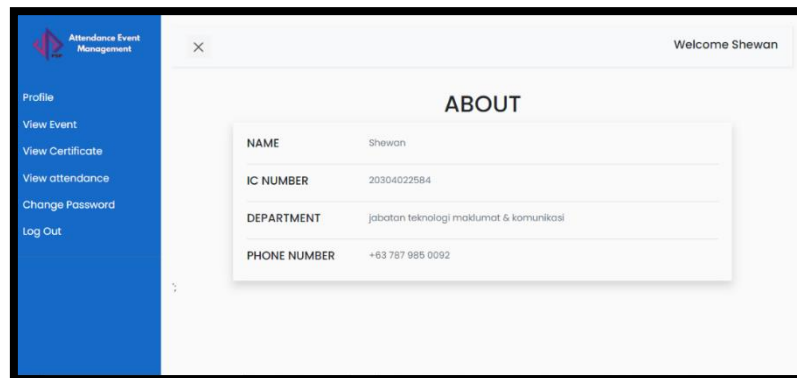 Attendance Event
Management
Welcome Shewan
Profile
View Event
View Certificate
View attendance
Change Password
Log Out
ABOUT
NAME Shewan
IC NUMBER 20304022584
DEPARTMENT jabatan teknologi maklumat & komunikasi
PHONE NUMBER +63 787 985 0092